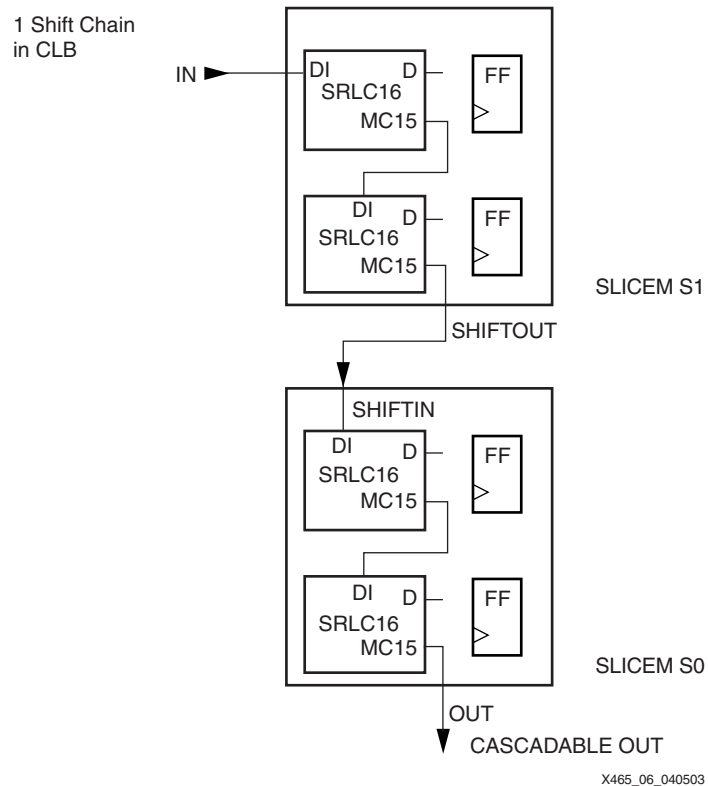 1 Shift Chain
in CLB
IN
DI D
SRLC16
MC15
FF
DI D
SRLC16
MC15
FF
SLICEM S1
SHIFTOUT
SHIFTIN
DI D
SRLC16
MC15
FF
DI D
SRLC16
MC15
FF
SLICEM S0
OUT
CASCADABLE OUT
X465_06_040503